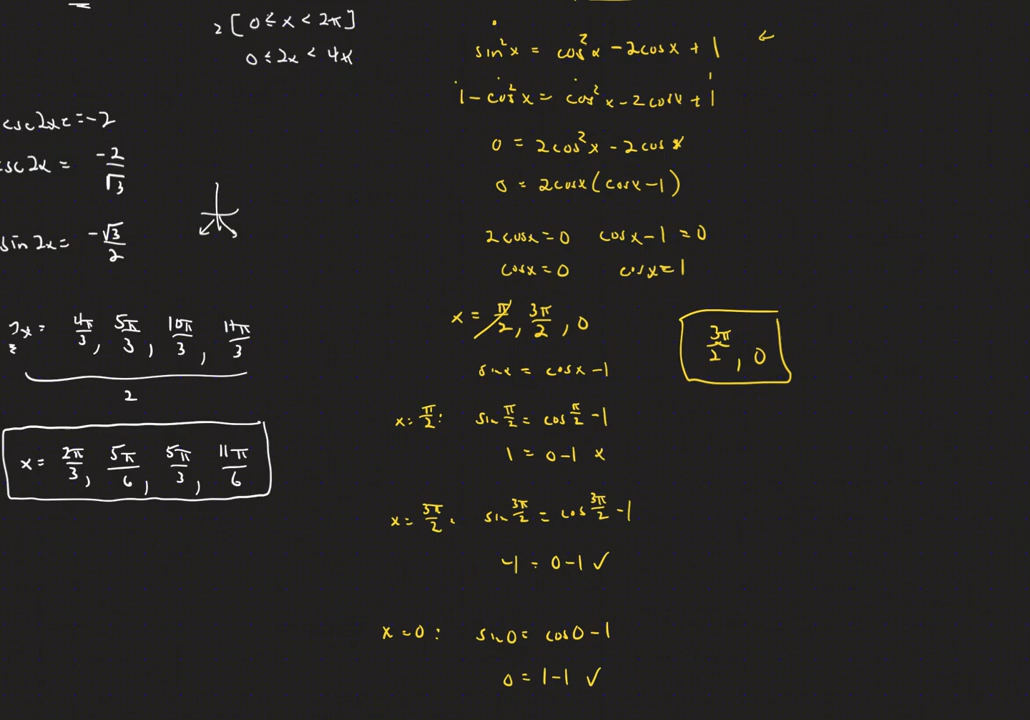 2 [ 0 ≤ x < 2π ]
0 ≤ 2x < 4π
csc2x = -2
csc 2x = -2/√3
sin 2x = -√3/2
2x = 4π/3, 5π/3, 10π/3, 11π/3
2
x = 2π/3, 5π/6, 5π/3, 11π/6
sin²x = cos²x - 2cosx + 1 ←
1 - cos²x = cos²x - 2cosx + 1
0 = 2cos²x - 2cosx
0 = 2cosx (cosx - 1)
2cosx = 0 cosx - 1 = 0
cosx = 0 cosx = 1
x = π/2, 3π/2, 0
3π/2, 0
sinx = cosx - 1
x = π/2: sin π/2 = cos π/2 - 1
1 = 0 - 1 x
x = 3π/2: sin 3π/2 = cos 3π/2 - 1
-1 = 0 - 1 ✓
x = 0: sin0 = cos0 - 1
0 = 1 - 1 ✓